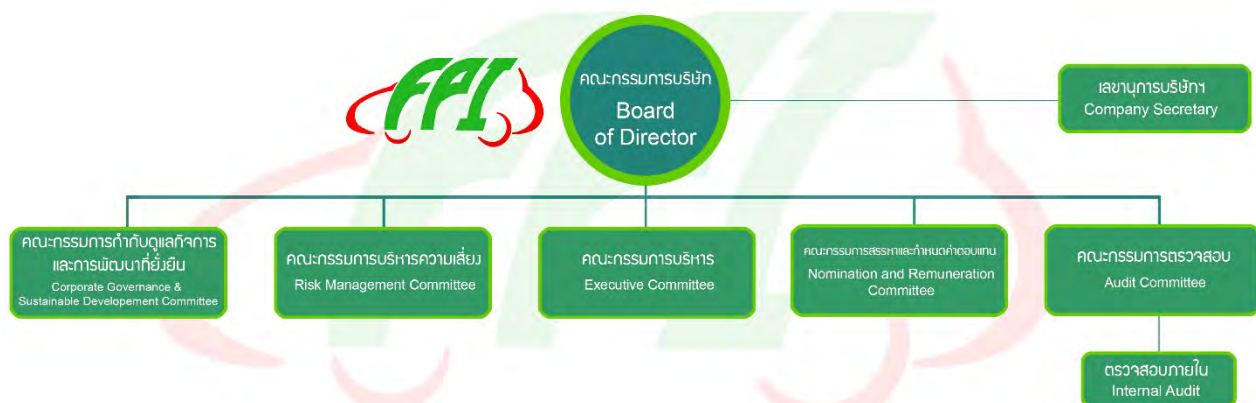 FPI
คณะกรรมการบริษัท
Board
of Director
เลขานุการบริษัทฯ
Company Secretary
คณะกรรมการกำกับดูแลกิจการ
และการพัฒนาที่ยั่งยืน
Corporate Governance &
Sustainable Developement Committee
คณะกรรมการบริหารความเสี่ยง
Risk Management Committee
คณะกรรมการบริหาร
Executive Committee
คณะกรรมการสรรหาและกำหนดค่าตอบแทน
Nomination and Remuneration
Committee
คณะกรรมการตรวจสอบ
Audit Committee
ตรวจสอบภายใน
Internal Audit